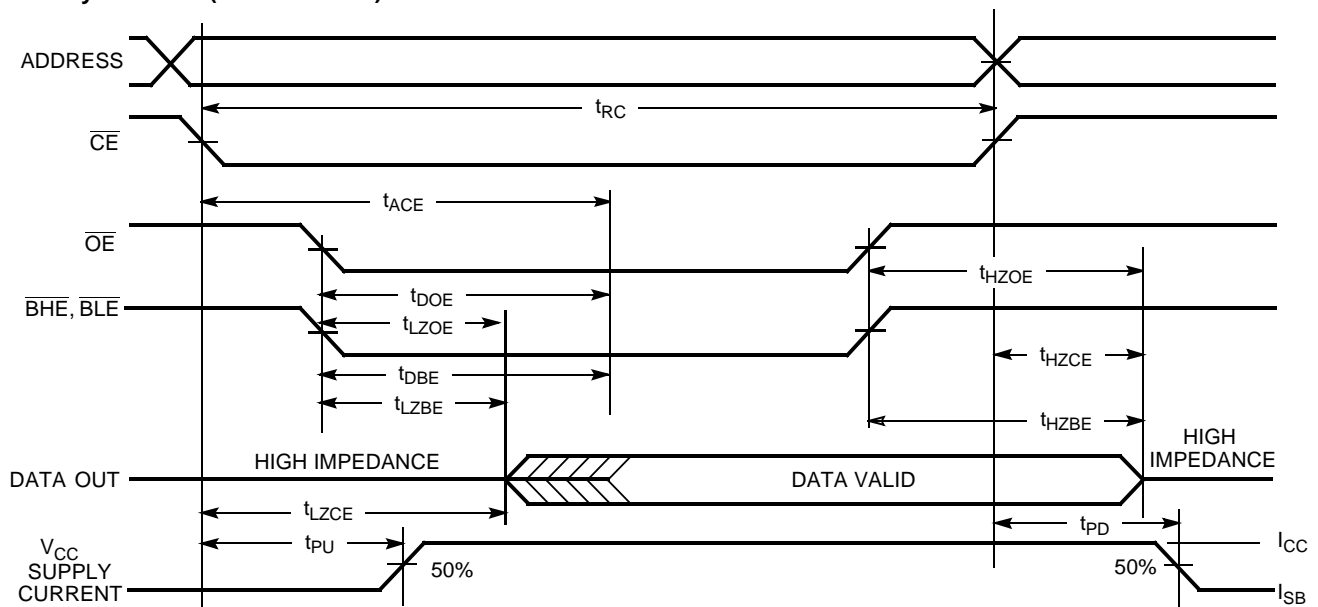 ADDRESS
tRC
CE
tACE
OE
tHZOE
tDOE
BHE, BLE
tLZOE
tHZCE
tDBE
tLZBE
tHZBE
HIGH IMPEDANCE
HIGH
IMPEDANCE
DATA OUT
DATA VALID
tLZCE
tPD
tPU
VCC
SUPPLY
CURRENT
50%
50%
ICC
ISB